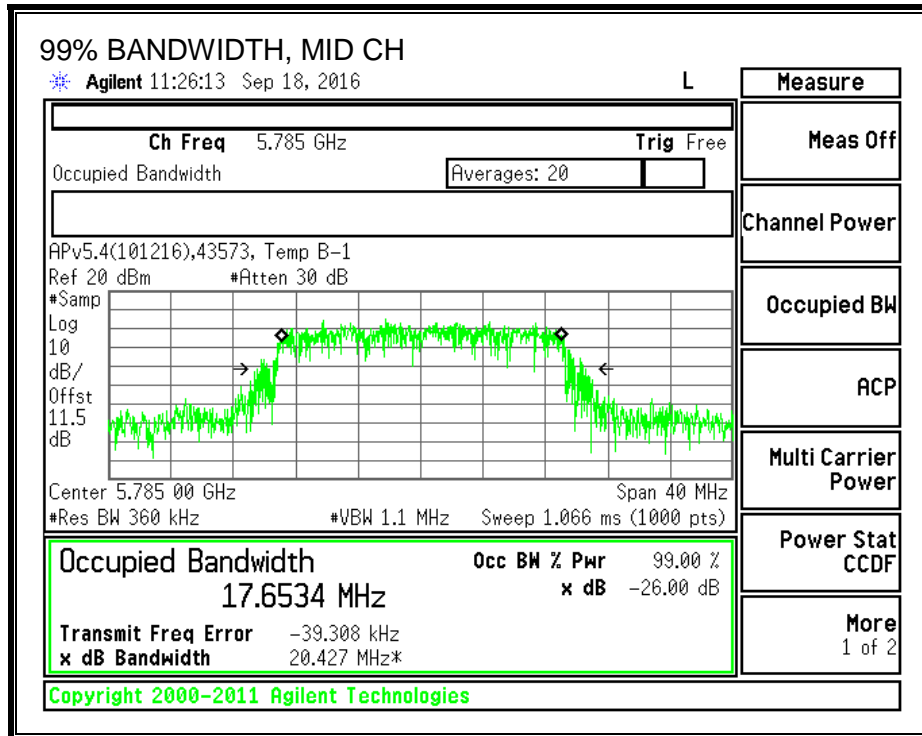 99% BANDWIDTH, MID CH
Agilent 11:26:13 Sep 18, 2016 L
Measure
Ch Freq 5.785 GHz Trig Free
Meas Off
Occupied Bandwidth Averages: 20
Channel Power
APv5.4(101216),43573, Temp B-1
Ref 20 dBm #Atten 30 dB
#Samp
Log
10
dB/
Offst
11.5
dB
Occupied BW
ACP
Multi Carrier
Power
Center 5.785 00 GHz Span 40 MHz
#Res BW 360 kHz #VBW 1.1 MHz Sweep 1.066 ms (1000 pts)
Power Stat
CCDF
Occupied Bandwidth Occ BW % Pwr 99.00 %
17.6534 MHz x dB -26.00 dB
Transmit Freq Error -39.308 kHz
x dB Bandwidth 20.427 MHz*
More
1 of 2
Copyright 2000-2011 Agilent Technologies